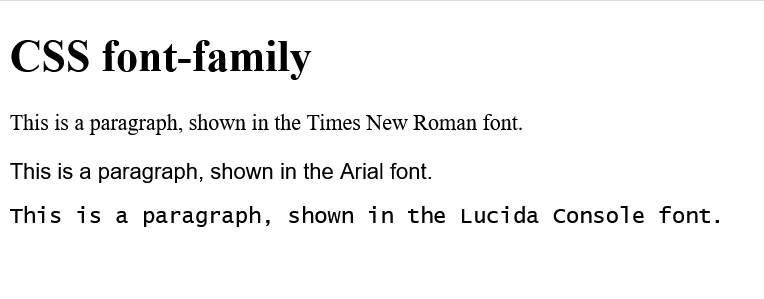 CSS font-family
This is a paragraph, shown in the Times New Roman font.
This is a paragraph, shown in the Arial font.
This is a paragraph, shown in the Lucida Console font.